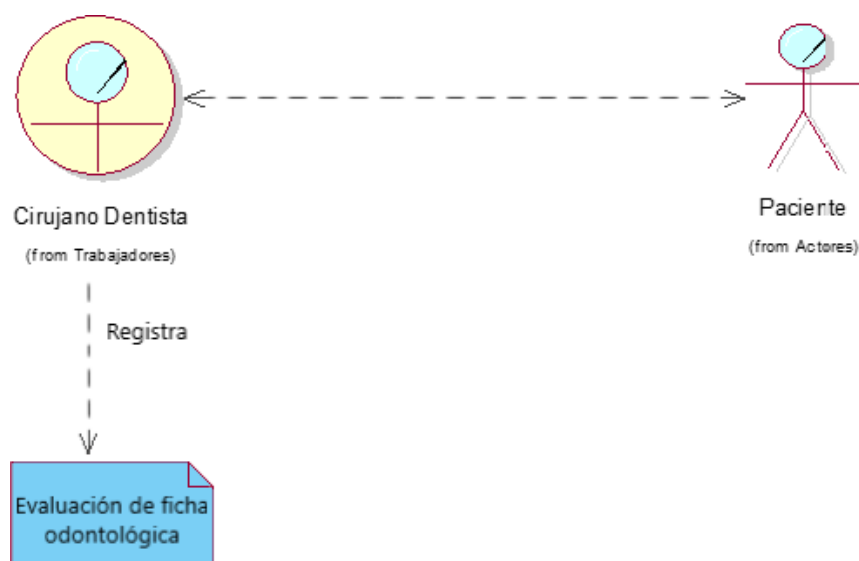 Cirujano Dentista
(from Trabajadores)
Paciente
(from Actores)
Registra
Evaluación de ficha
odontológica